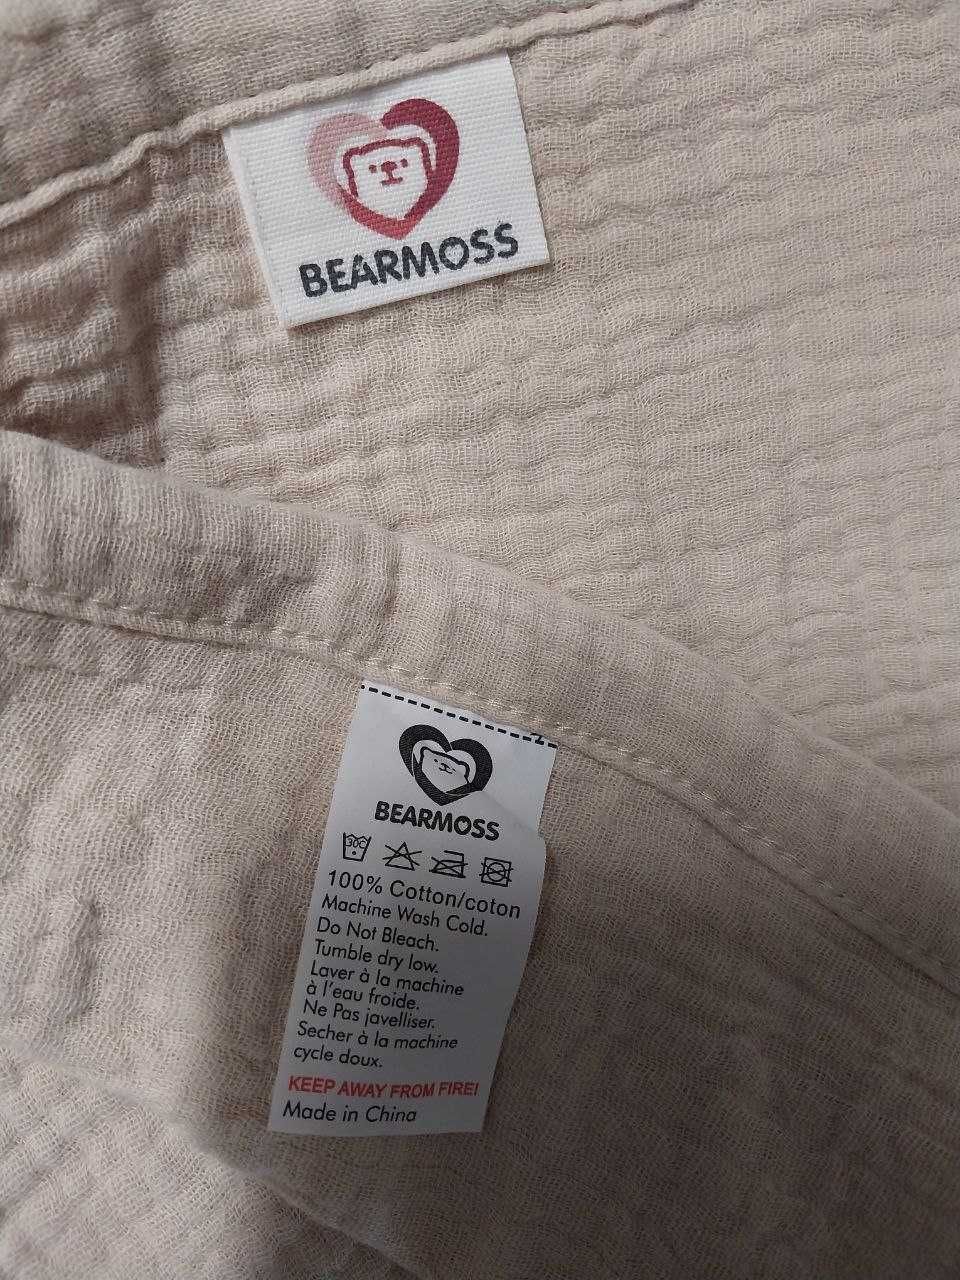 BEARMOSS
BEARMOSS
30C
100% Cotton/coton
Machine Wash Cold.
Do Not Bleach.
Tumble dry low.
Laver à la machine
à l'eau froide.
Ne Pas javelliser.
Secher à la machine
cycle doux.
KEEP AWAY FROM FIRE!
Made in China